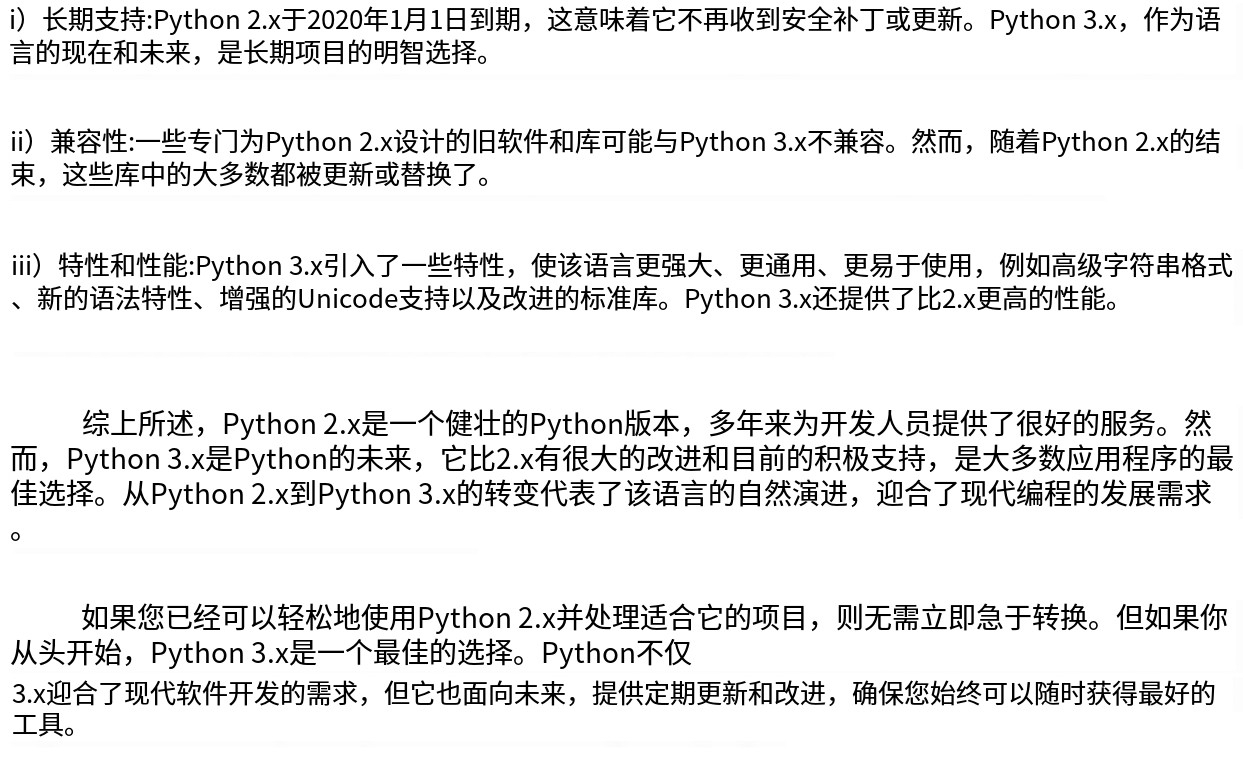 i）长期支持:Python 2.x于2020年1月1日到期，这意味着它不再收到安全补丁或更新。Python 3.x，作为语
言的现在和未来，是长期项目的明智选择。
ii）兼容性:一些专门为Python 2.x设计的旧软件和库可能与Python 3.x不兼容。然而，随着Python 2.x的结
束，这些库中的大多数都被更新或替换了。
iii）特性和性能:Python 3.x引入了一些特性，使该语言更强大、更通用、更易于使用，例如高级字符串格式
、新的语法特性、增强的Unicode支持以及改进的标准库。Python 3.x还提供了比2.x更高的性能。
综上所述，Python 2.x是一个健壮的Python版本，多年来为开发人员提供了很好的服务。然
而，Python 3.x是Python的未来，它比2.x有很大的改进和目前的积极支持，是大多数应用程序的最
佳选择。从Python 2.x到Python 3.x的转变代表了该语言的自然演进，迎合了现代编程的发展需求
。
如果您已经可以轻松地使用Python 2.x并处理适合它的项目，则无需立即急于转换。但如果你
从头开始，Python 3.x是一个最佳的选择。Python不仅
3.x迎合了现代软件开发的需求，但它也面向未来，提供定期更新和改进，确保您始终可以随时获得最好的
工具。